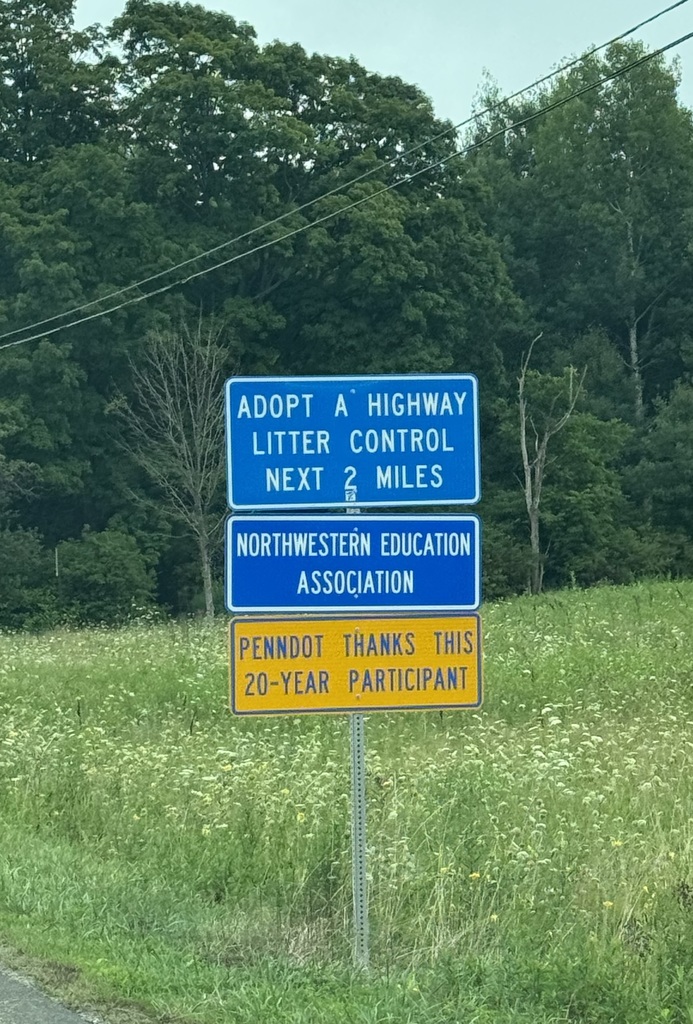 ADOPT A HIGHWAY
LITTER CONTROL
NEXT 2 MILES
NORTHWESTERN EDUCATION
ASSOCIATION
PENNDOT THANKS THIS
20-YEAR PARTICIPANT